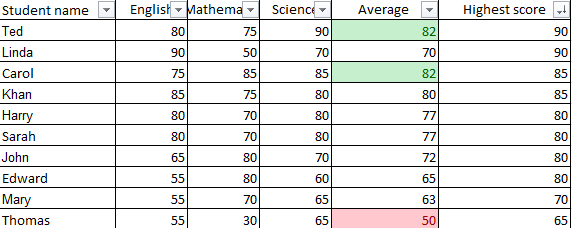 Student name English Mathema Science Average Highest score
Ted 80 75 90 82 90
Linda 90 50 70 70 90
Carol 75 85 85 82 85
Khan 85 75 80 80 85
Harry 80 70 80 77 80
Sarah 80 70 80 77 80
John 65 80 70 72 80
Edward 55 80 60 65 80
Mary 55 70 65 63 70
Thomas 55 30 65 50 65